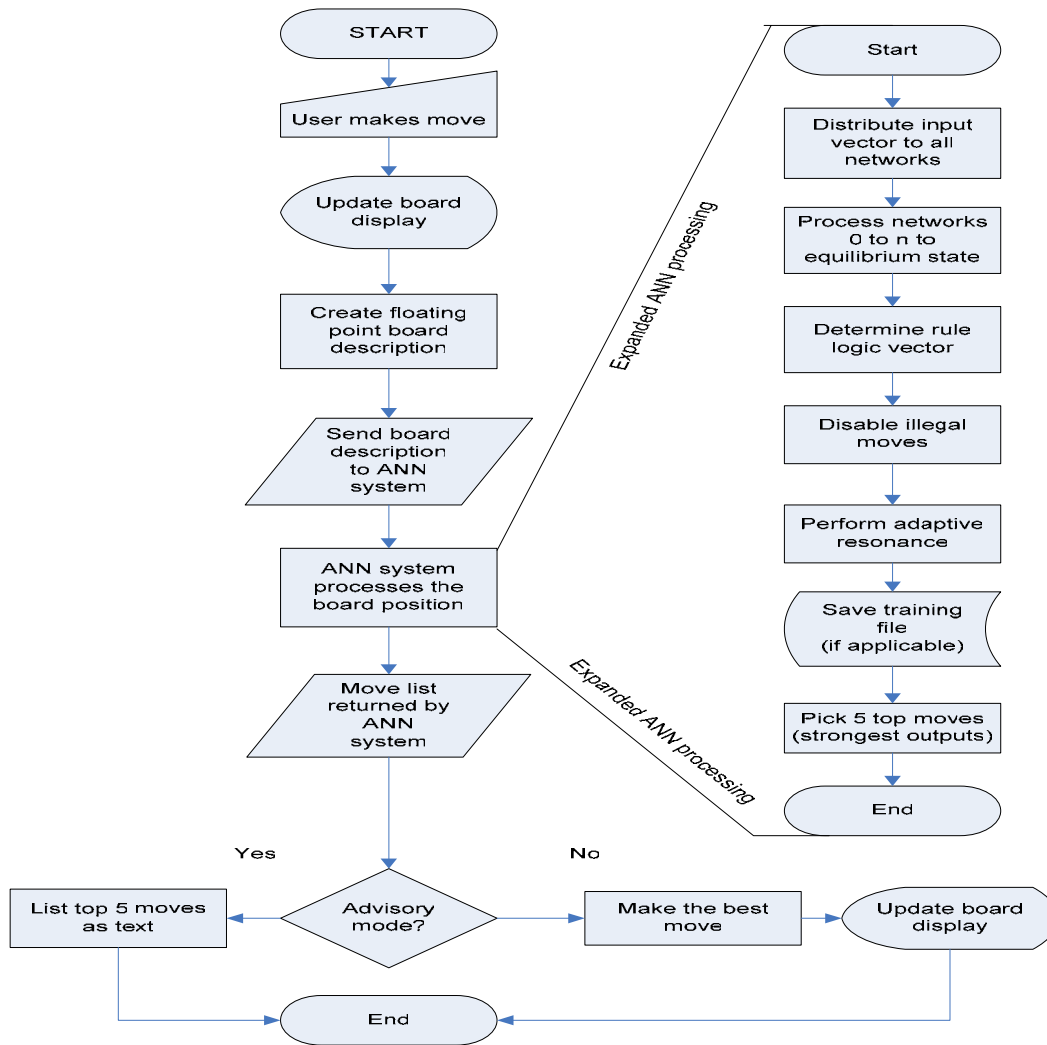 START
User makes move
Update board
display
Create floating
point board
description
Send board
description
to ANN
system
ANN system
processes the
board position
Move list
returned by
ANN
system
Yes
No
Advisory
mode?
List top 5 moves
as text
Make the best
move
Update board
display
End
Expanded ANN processing
Expanded ANN processing
Start
Distribute input
vector to all
networks
Process networks
0 to n to
equilibrium state
Determine rule
logic vector
Disable illegal
moves
Perform adaptive
resonance
Save training
file
(if applicable)
Pick 5 top moves
(strongest outputs)
End